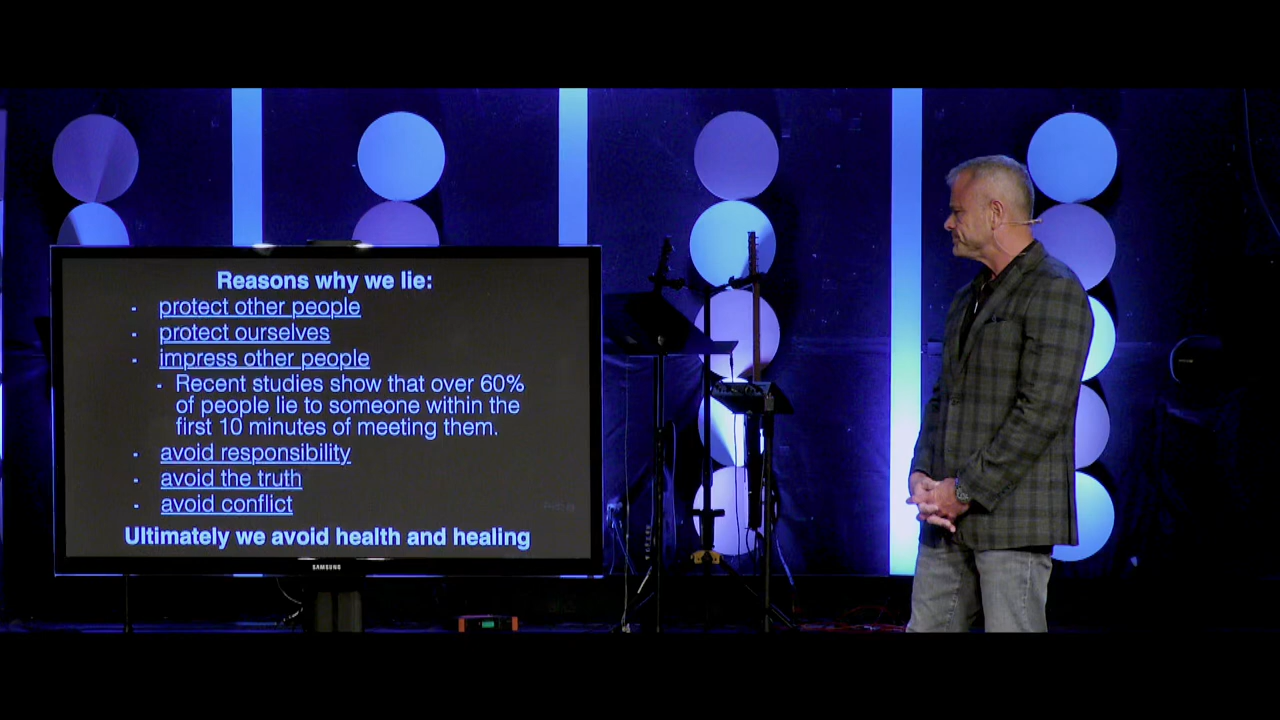 Reasons why we lie:
- protect other people
- protect ourselves
- impress other people
- Recent studies show that over 60%
of people lie to someone within the
first 10 minutes of meeting them.
- avoid responsibility
- avoid the truth
- avoid conflict
Ultimately we avoid health and healing
SAMSUNG